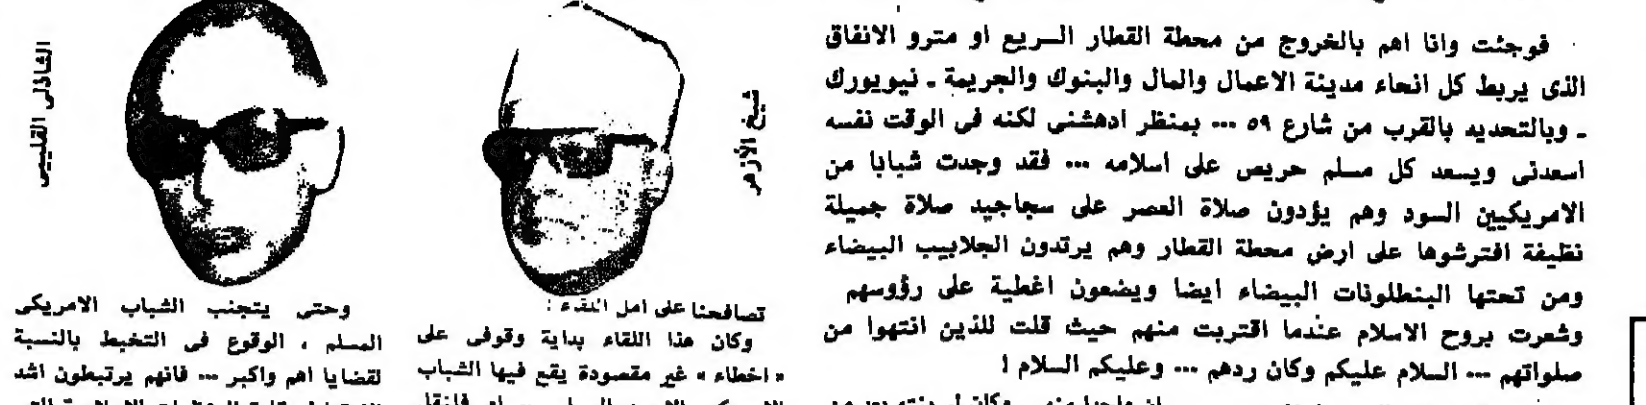 فوجئت وانا اهم بالخروج من محطة القطار السريع او مترو الانفاق
الذى يربط كل انحاء مدينة الاعمال والمال والبنوك والجريمة ـ نيويورك
ـ وبالتحديد بالقرب من شارع ٥٩ ... بمنظر ادهشنى لكنه فى الوقت نفسه
اسعدنى ويسعد كل مسلم حريص على اسلامه ... فقد وجدت شبابا من
الامريكيين السود وهم يؤدون صلاة العصر على سجاجيد صلاة جميلة
نظيفة افترشوها على ارض محطة القطار وهم يرتدون الجلابيب البيضاء
ومن تحتها البنطلونات البيضاء ايضا ويضعون اغطية على رؤوسهم
وشعرت بروح الاسلام عندما اقتربت منهم حيث قلت للذين انتهوا من
صلواتهم ... السلام عليكم وكان ردهم ... وعليكم السلام !
شيخ الأزهر
تصافحنا على امل اللقاء :
وكان هذا اللقاء بداية وقوفى على
« اخطاء » غير مقصودة يقع فيها الشباب
الشاذلى القليبى
وحتى يتجنب الشباب الامريكى
المسلم ، الوقوع فى التخبط بالنسبة
لقضايا اهم واكبر ... فانهم يرتبطون اشد